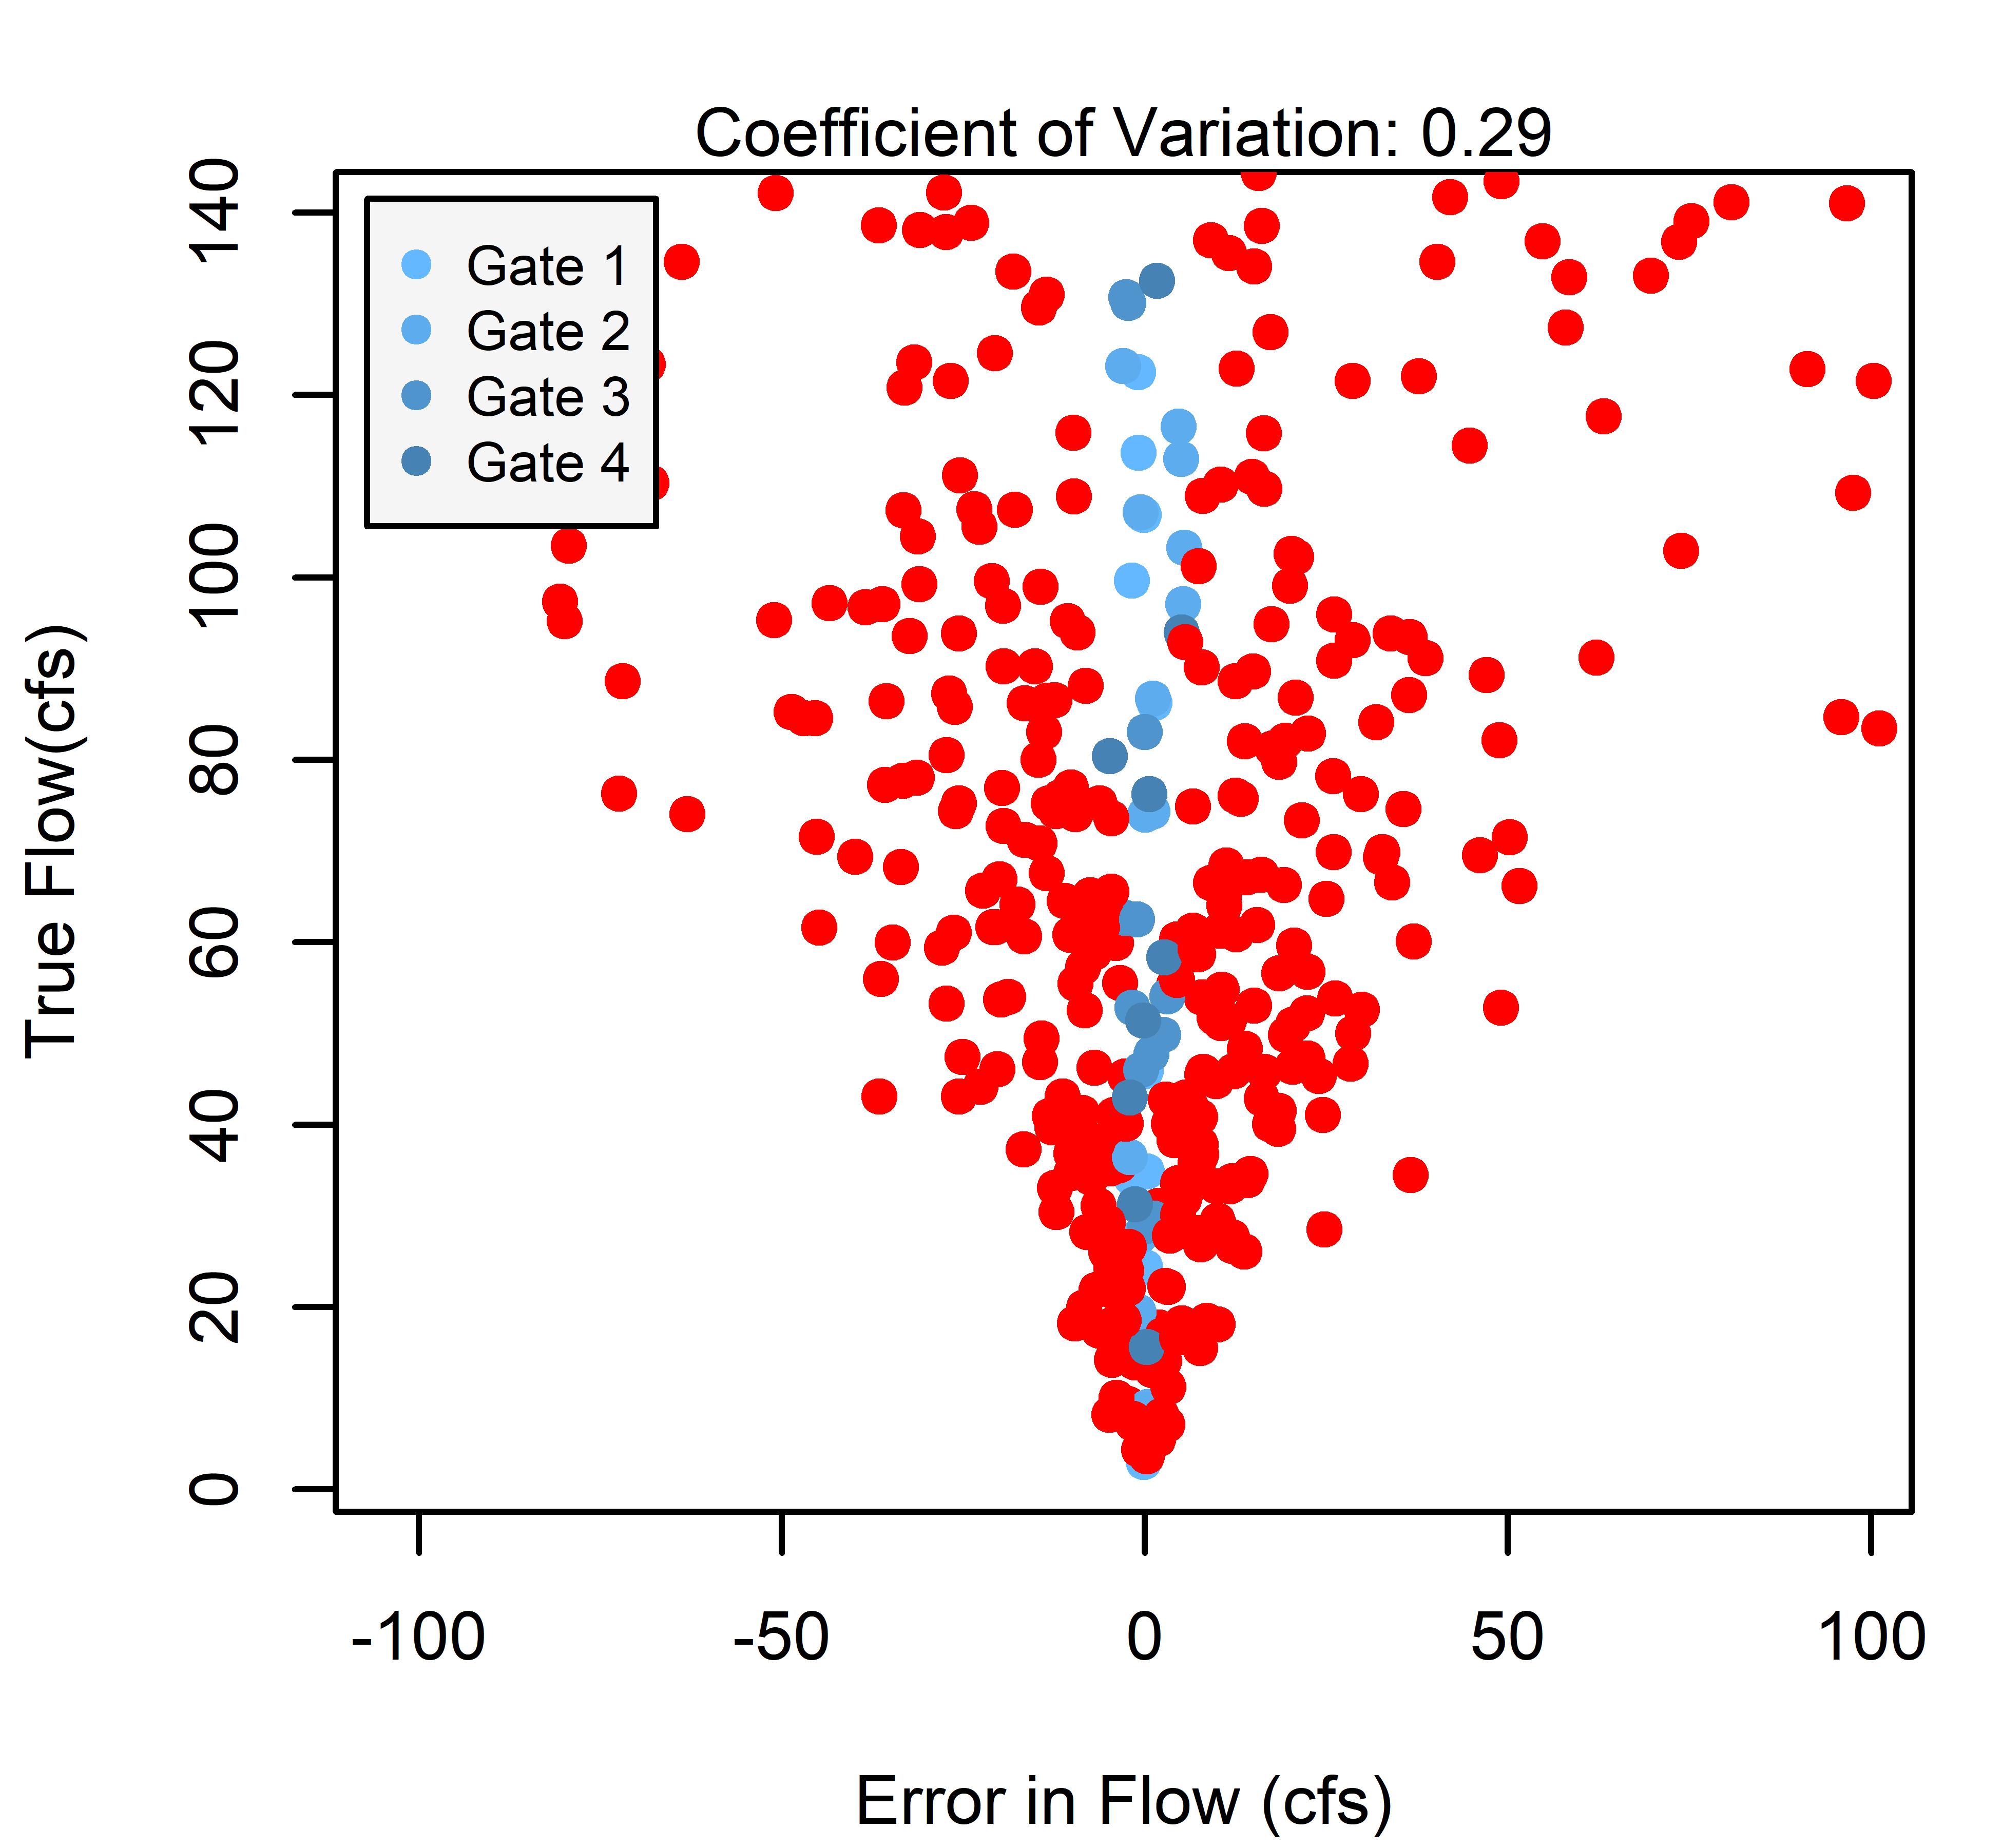 Coefficient of Variation: 0.29
Gate 1
Gate 2
Gate 3
Gate 4
True Flow(cfs)
140
120
100
80
60
40
20
0
-100 -50 0 50 100
Error in Flow (cfs)